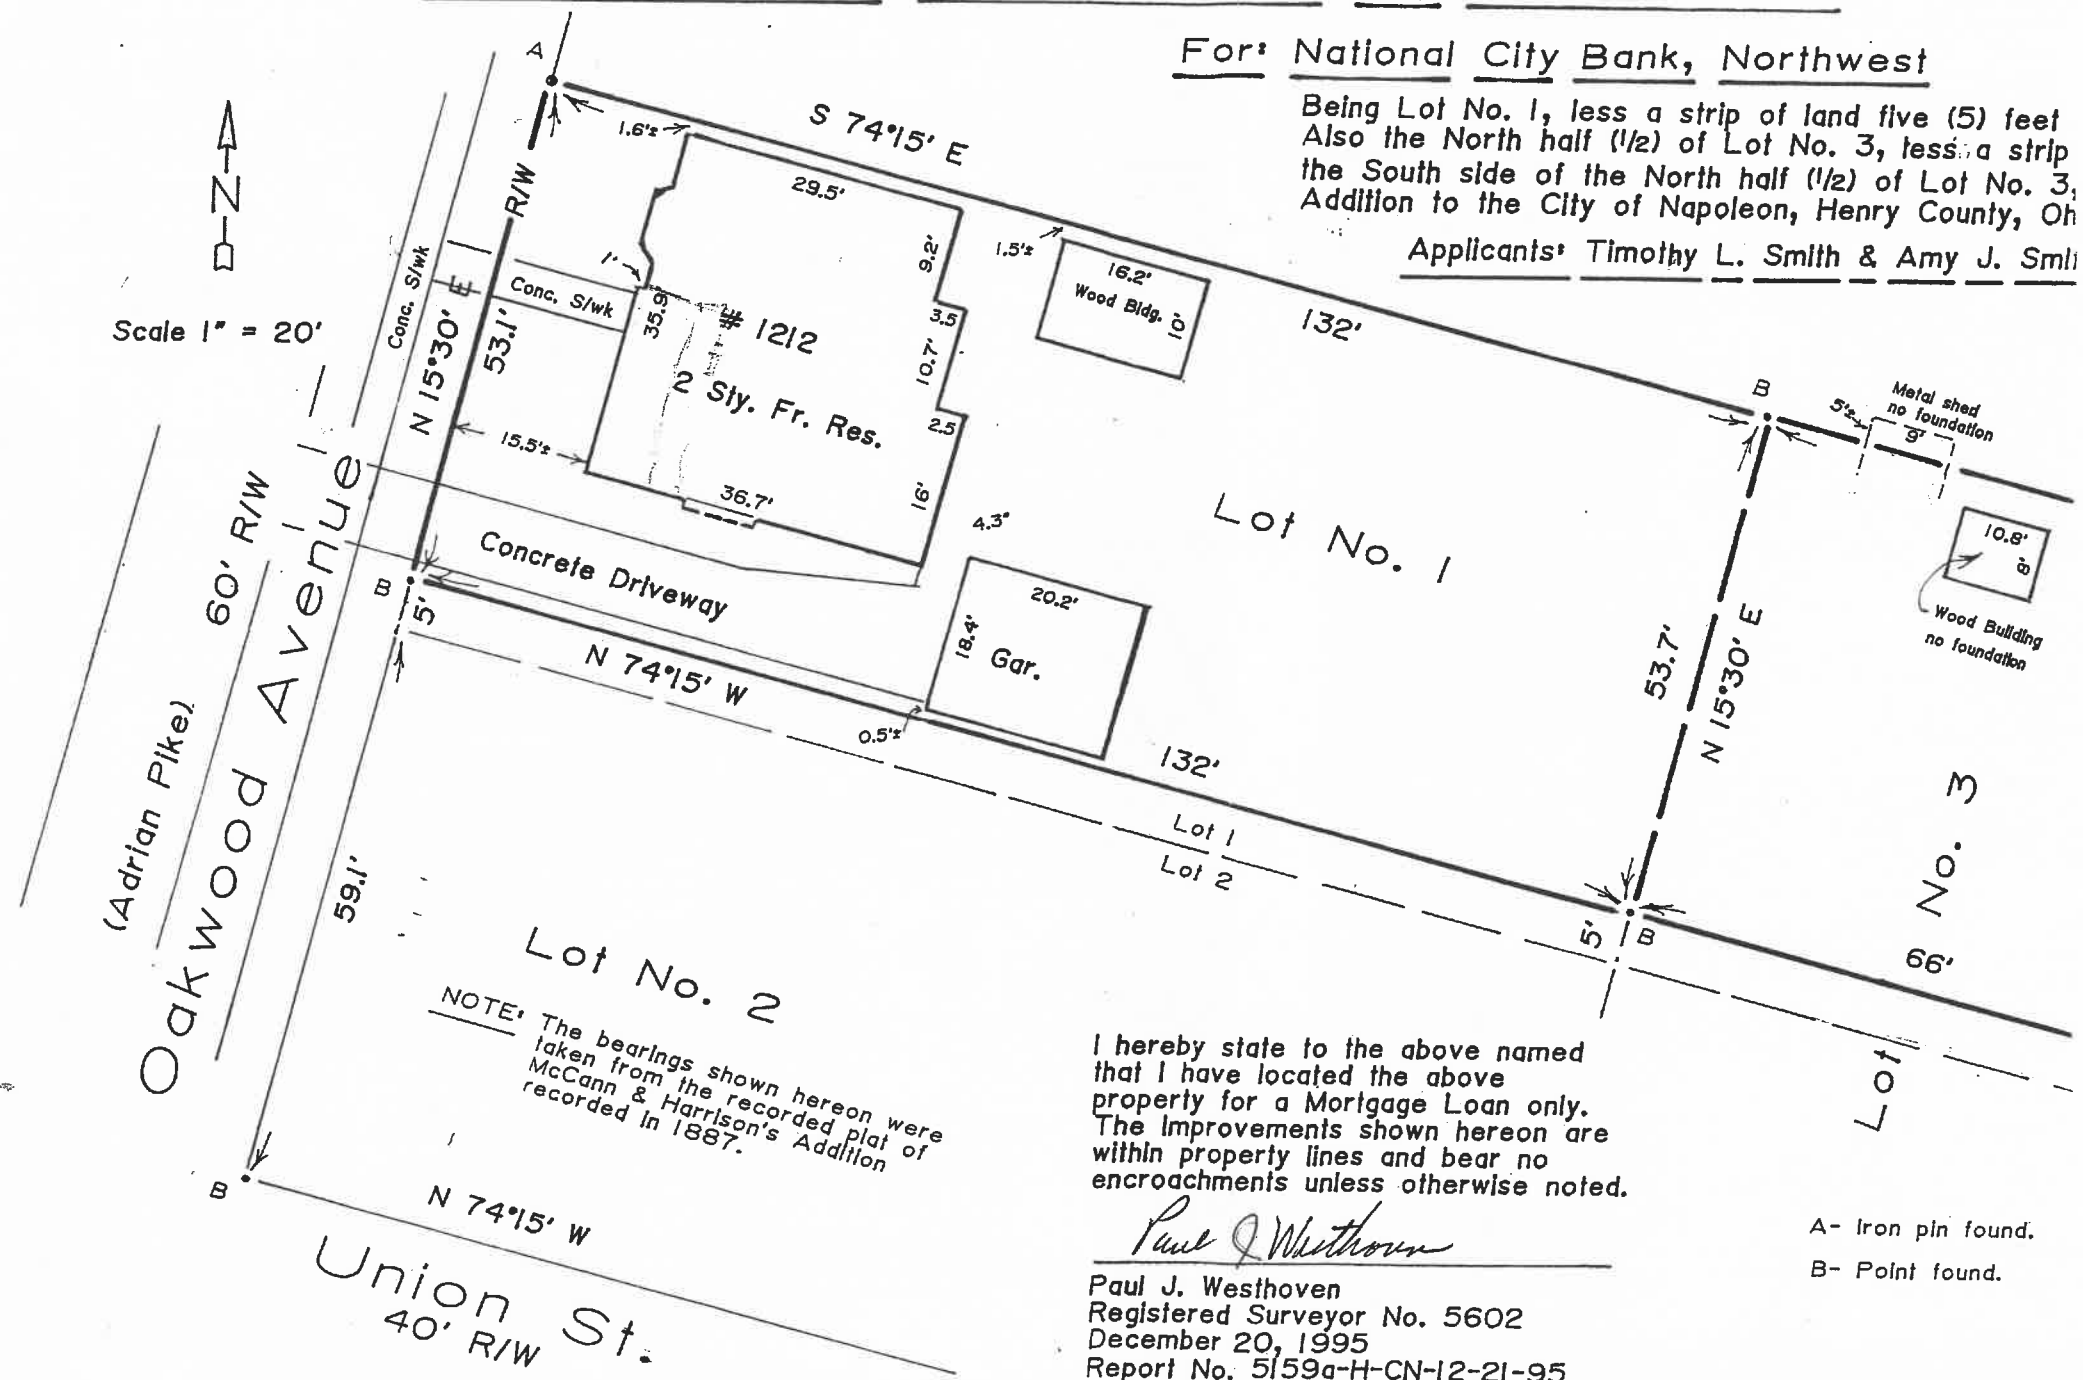 For: National City Bank, Northwest
Being Lot No. 1, less a strip of land five (5) feet
Also the North half (1/2) of Lot No. 3, less a strip
the South side of the North half (1/2) of Lot No. 3,
Addition to the City of Napoleon, Henry County, Oh
Applicants: Timothy L. Smith & Amy J. Smi
A
N
Scale 1" = 20'
S 74°15' E
1.6'±
29.5'
R/W
Conc. S/wk
N 15°30' E
53.1'
Conc. S/wk
1'
35.9'
9.2'
3.5
10.7'
2.5
16'
# 1212
2 Sty. Fr. Res.
36.7'
15.5'±
1.5'±
16.2'
Wood Bldg.
10'
132'
B
5'±
Metal shed
no foundation
9'
10.8'
8'
Wood Building
no foundation
Lot No. 1
4.3'
20.2'
18.4'
Gar.
Concrete Driveway
B
5'
N 74°15' W
0.5'±
132'
53.7'
N 15°30' E
Lot 1
Lot 2
5'
B
66'
Lot No. 3
60' R/W
Oakwood Avenue
(Adrian Pike)
59.1'
Lot No. 2
NOTE: The bearings shown hereon were
taken from the recorded plat of
McCann & Harrison's Addition
recorded in 1887.
B
N 74°15' W
Union St.
40' R/W
I hereby state to the above named
that I have located the above
property for a Mortgage Loan only.
The improvements shown hereon are
within property lines and bear no
encroachments unless otherwise noted.
Paul J Westhoven
Paul J. Westhoven
Registered Surveyor No. 5602
December 20, 1995
Report No. 5159a-H-CN-12-21-95
A- Iron pin found.
B- Point found.